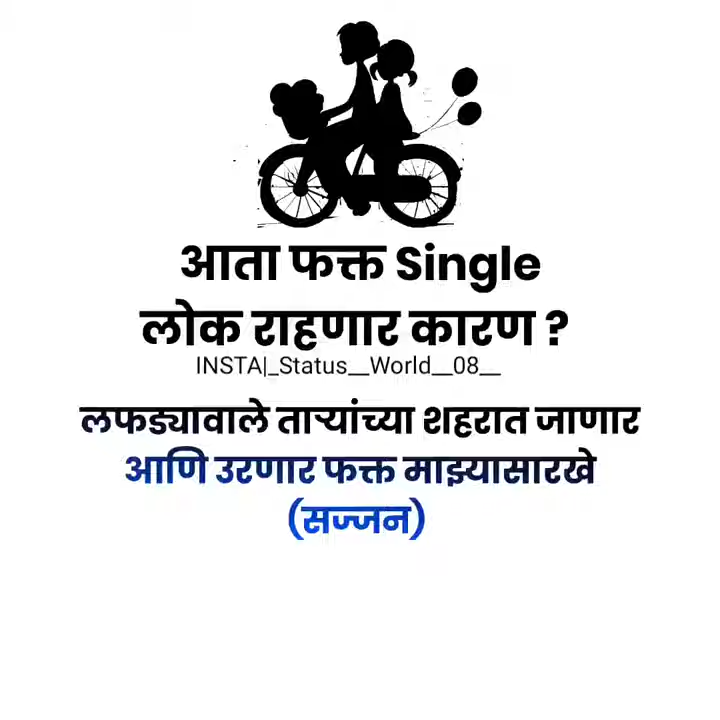 आता फक्त Single
लोक राहणार कारण ?
INSTA|_Status__World__08__
लफड्यावाले ताऱ्यांच्या शहरात जाणार
आणि उरणार फक्त माझ्यासारखे
(सज्जन)